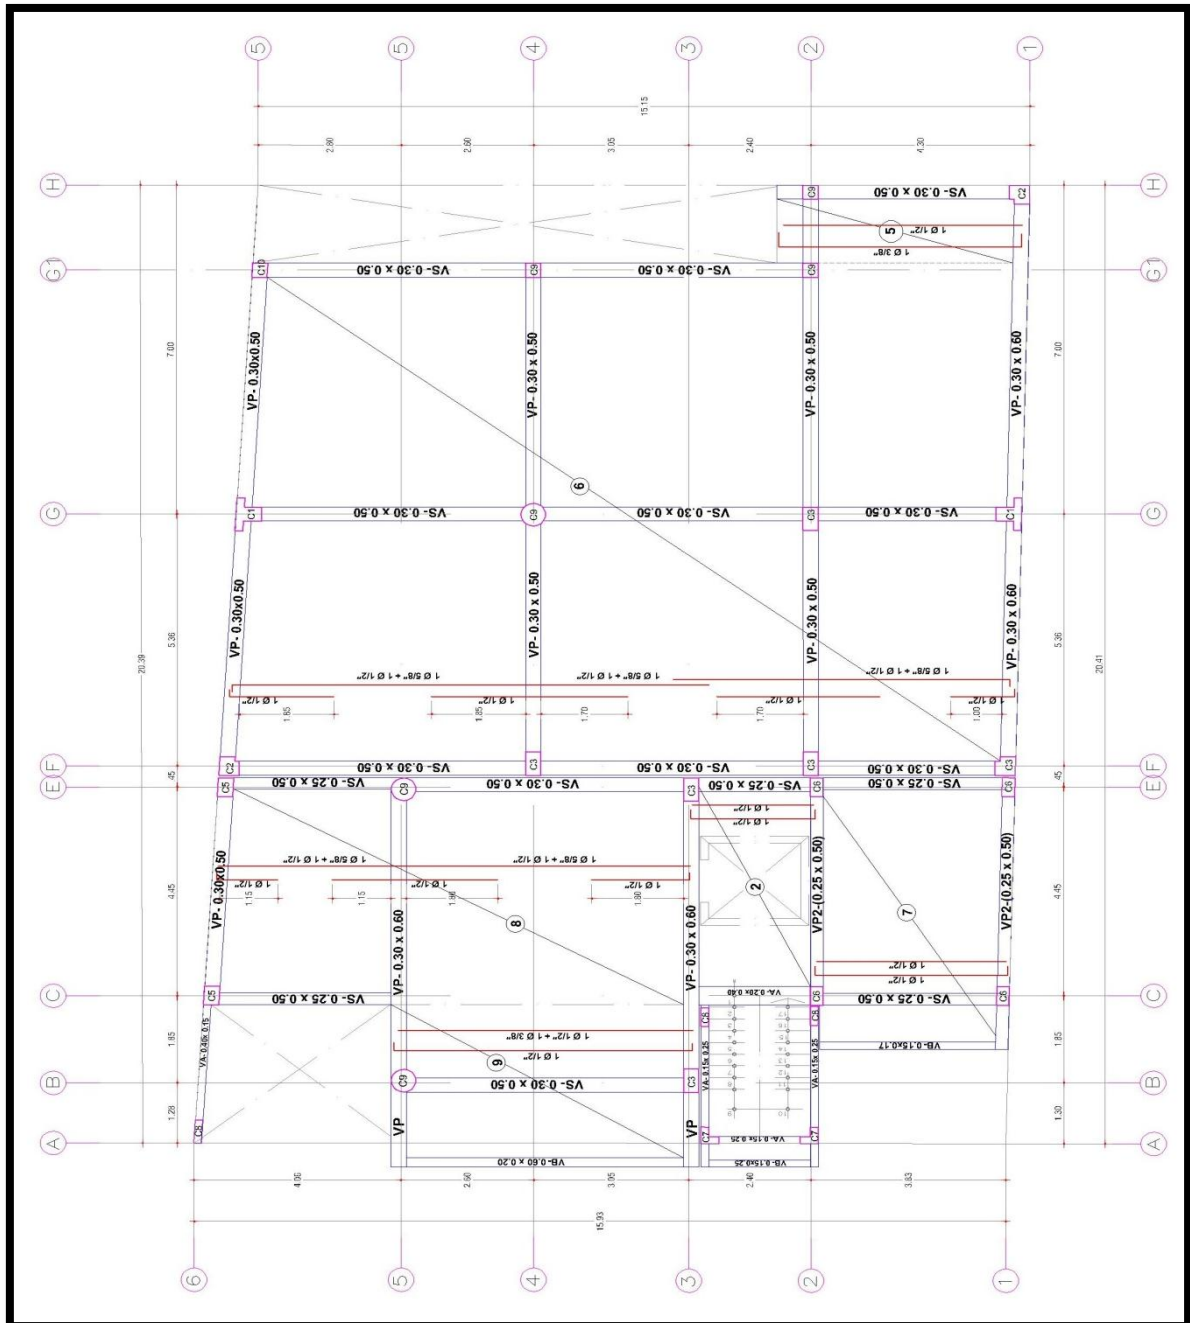 5
5
4
3
2
1
15.15
2.80
2.60
3.05
2.40
4.30
H
H
C9
VS- 0.30 x 0.50
C2
1 Ø 1/2"
5
1 Ø 3/8"
G1
C10
VS- 0.30 x 0.50
C9
VS- 0.30 x 0.50
C9
G1
7.00
VP- 0.30x0.50
VP- 0.30 x 0.50
VP- 0.30 x 0.50
VP- 0.30 x 0.60
7.00
6
G
C1
VS- 0.30 x 0.50
C9
VS- 0.30 x 0.50
C3
VS- 0.30 x 0.50
C1
G
20.39
5.36
VP- 0.30x0.50
VP- 0.30 x 0.50
VP- 0.30 x 0.50
VP- 0.30 x 0.60
5.36
20.41
1 Ø 5/8" + 1 Ø 1/2"
1 Ø 5/8" + 1 Ø 1/2"
1 Ø 5/8" + 1 Ø 1/2"
1 Ø 1/2"
1 Ø 1/2"
1 Ø 1/2"
1 Ø 1/2"
1.85
1.85
1.70
1.70
1.00
F
C2
VS- 0.30 x 0.50
C3
VS- 0.30 x 0.50
C3
VS- 0.30 x 0.50
C3
F
.45
.45
E
C5
VS- 0.25 x 0.50
C9
VS- 0.30 x 0.50
C3
VS- 0.25 x 0.50
C6
VS- 0.25 x 0.50
C6
E
1 Ø 1/2"
1 Ø 1/2"
4.45
VP- 0.30x0.50
1 Ø 5/8" + 1 Ø 1/2"
1 Ø 5/8" + 1 Ø 1/2"
1 Ø 1/2"
1 Ø 1/2"
1 Ø 1/2"
1.15
1.15
1.80
1.80
2
VP2-(0.25 x 0.50)
7
VP2-(0.25 x 0.50)
4.45
8
VP- 0.30 x 0.60
VP- 0.30 x 0.60
1 Ø 1/2"
1 Ø 1/2"
C
C5
VS- 0.25 x 0.50
VA- 0.20x 0.40
C6
VS- 0.25 x 0.50
C6
C
C8
C8
1.85
VA- 0.40x 0.15
1 Ø 1/2" + 1 Ø 3/8"
1 Ø 1/2"
9
VA- 0.15x 0.25
VA- 0.15x 0.25
VB-0.15x0.17
1.85
B
C9
VS- 0.30 x 0.50
C3
B
1.28
C8
VP
VP
C7
VA- 0.15x 0.25
C7
1.30
A
A
VB-0.60 x 0.20
VB-0.15x0.25
4.06
2.60
3.05
2.40
3.83
15.93
6
5
4
3
2
1